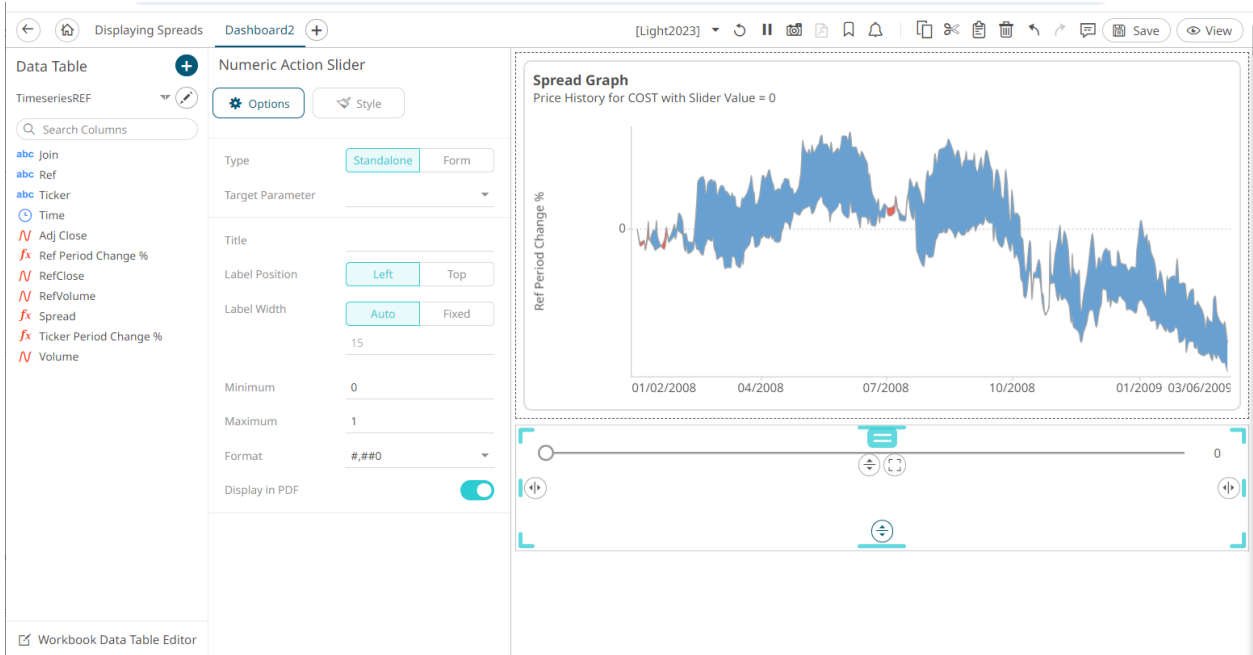 Displaying Spreads
Dashboard2
[Light2023]
Save
View
Data Table
TimeseriesREF
Search Columns
abc Join
abc Ref
abc Ticker
Time
Adj Close
fx Ref Period Change %
RefClose
RefVolume
fx Spread
fx Ticker Period Change %
Volume
Workbook Data Table Editor
Numeric Action Slider
Options
Style
Type
Standalone
Form
Target Parameter
Title
Label Position
Left
Top
Label Width
Auto
Fixed
15
Minimum
0
Maximum
1
Format
#,##0
Display in PDF
Spread Graph
Price History for COST with Slider Value = 0
Ref Period Change %
0
01/02/2008
04/2008
07/2008
10/2008
01/2009
03/06/2009
0